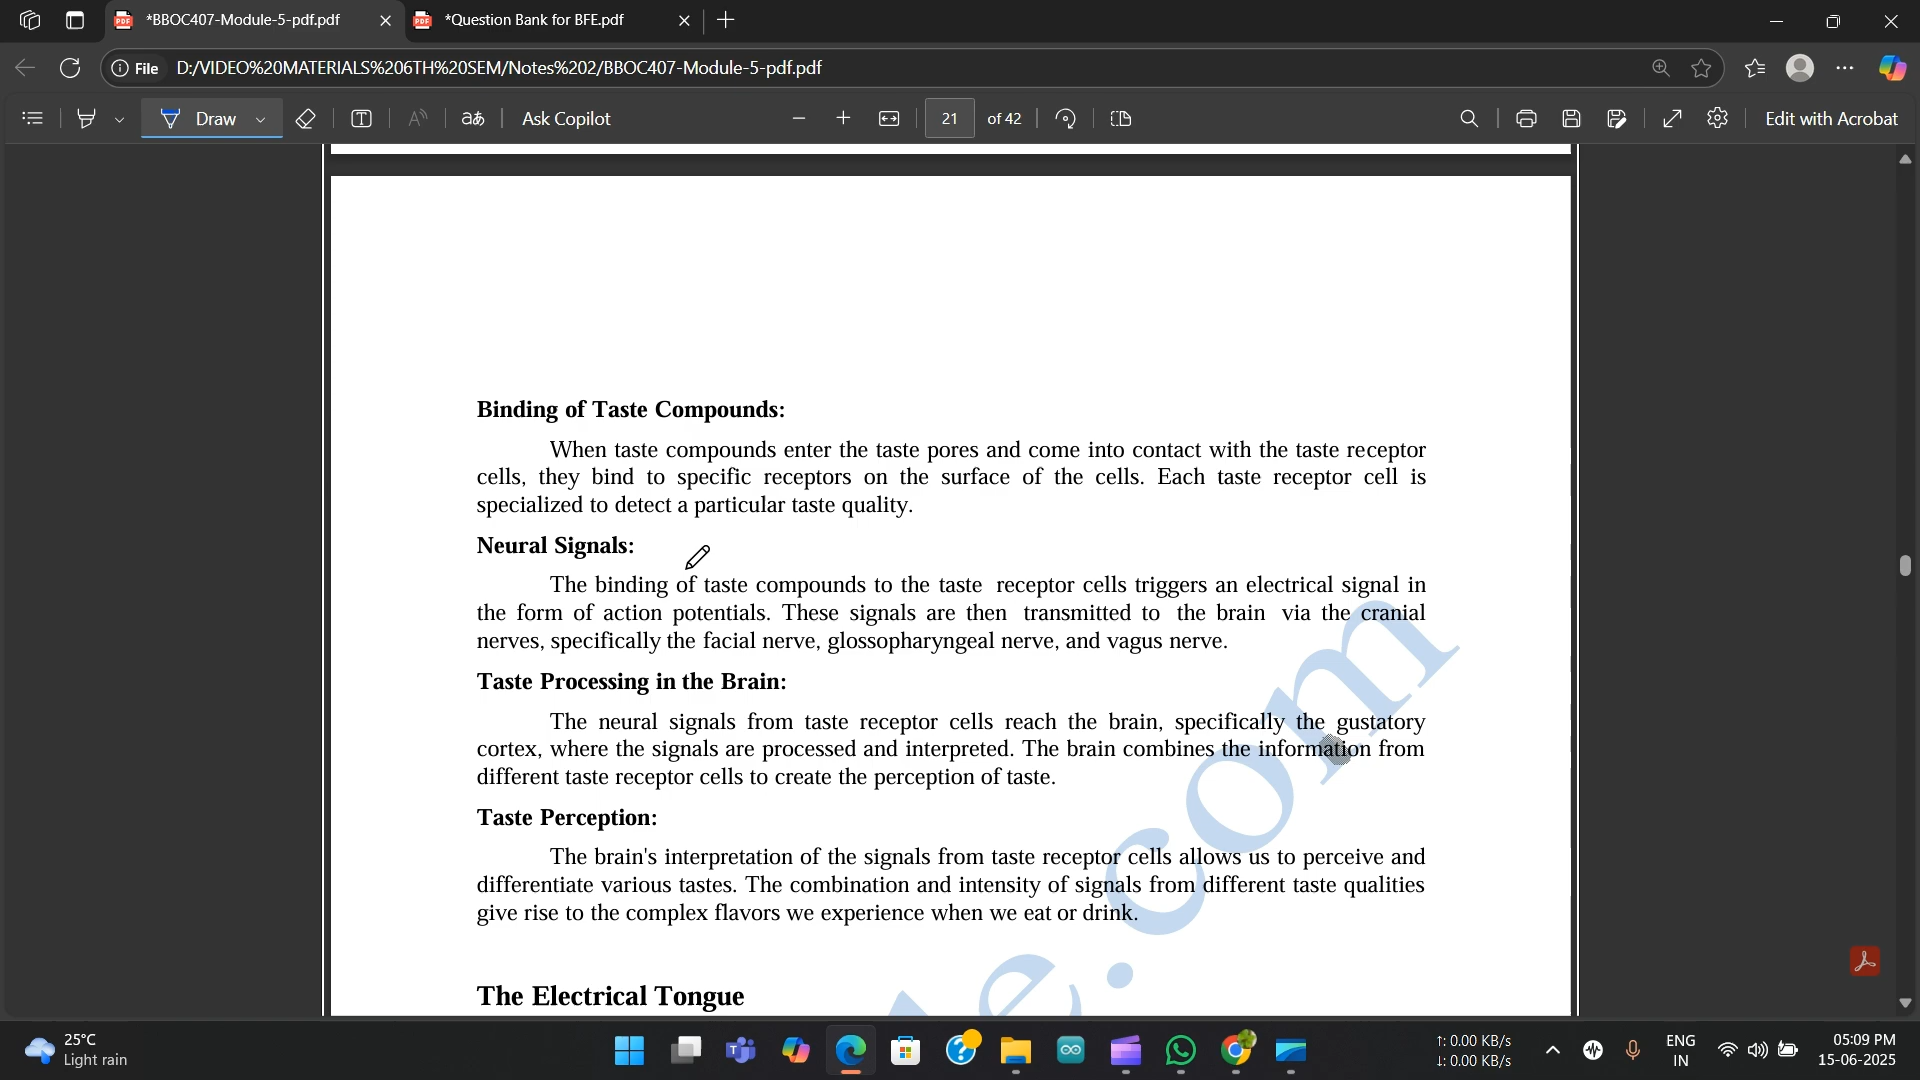 *BBOC407-Module-5-pdf.pdf
*Question Bank for BFE.pdf
File D:/VIDEO%20MATERIALS%206TH%20SEM/Notes%202/BBOC407-Module-5-pdf.pdf
Draw
aあ
Ask Copilot
21 of 42
Edit with Acrobat
Binding of Taste Compounds:
When taste compounds enter the taste pores and come into contact with the taste receptor
cells, they bind to specific receptors on the surface of the cells. Each taste receptor cell is
specialized to detect a particular taste quality.
Neural Signals:
The binding of taste compounds to the taste receptor cells triggers an electrical signal in
the form of action potentials. These signals are then transmitted to the brain via the cranial
nerves, specifically the facial nerve, glossopharyngeal nerve, and vagus nerve.
Taste Processing in the Brain:
The neural signals from taste receptor cells reach the brain, specifically the gustatory
cortex, where the signals are processed and interpreted. The brain combines the information from
different taste receptor cells to create the perception of taste.
Taste Perception:
The brain's interpretation of the signals from taste receptor cells allows us to perceive and
differentiate various tastes. The combination and intensity of signals from different taste qualities
give rise to the complex flavors we experience when we eat or drink.
The Electrical Tongue
e.com
25°C
Light rain
↑: 0.00 KB/s
↓: 0.00 KB/s
ENG
IN
05:09 PM
15-06-2025